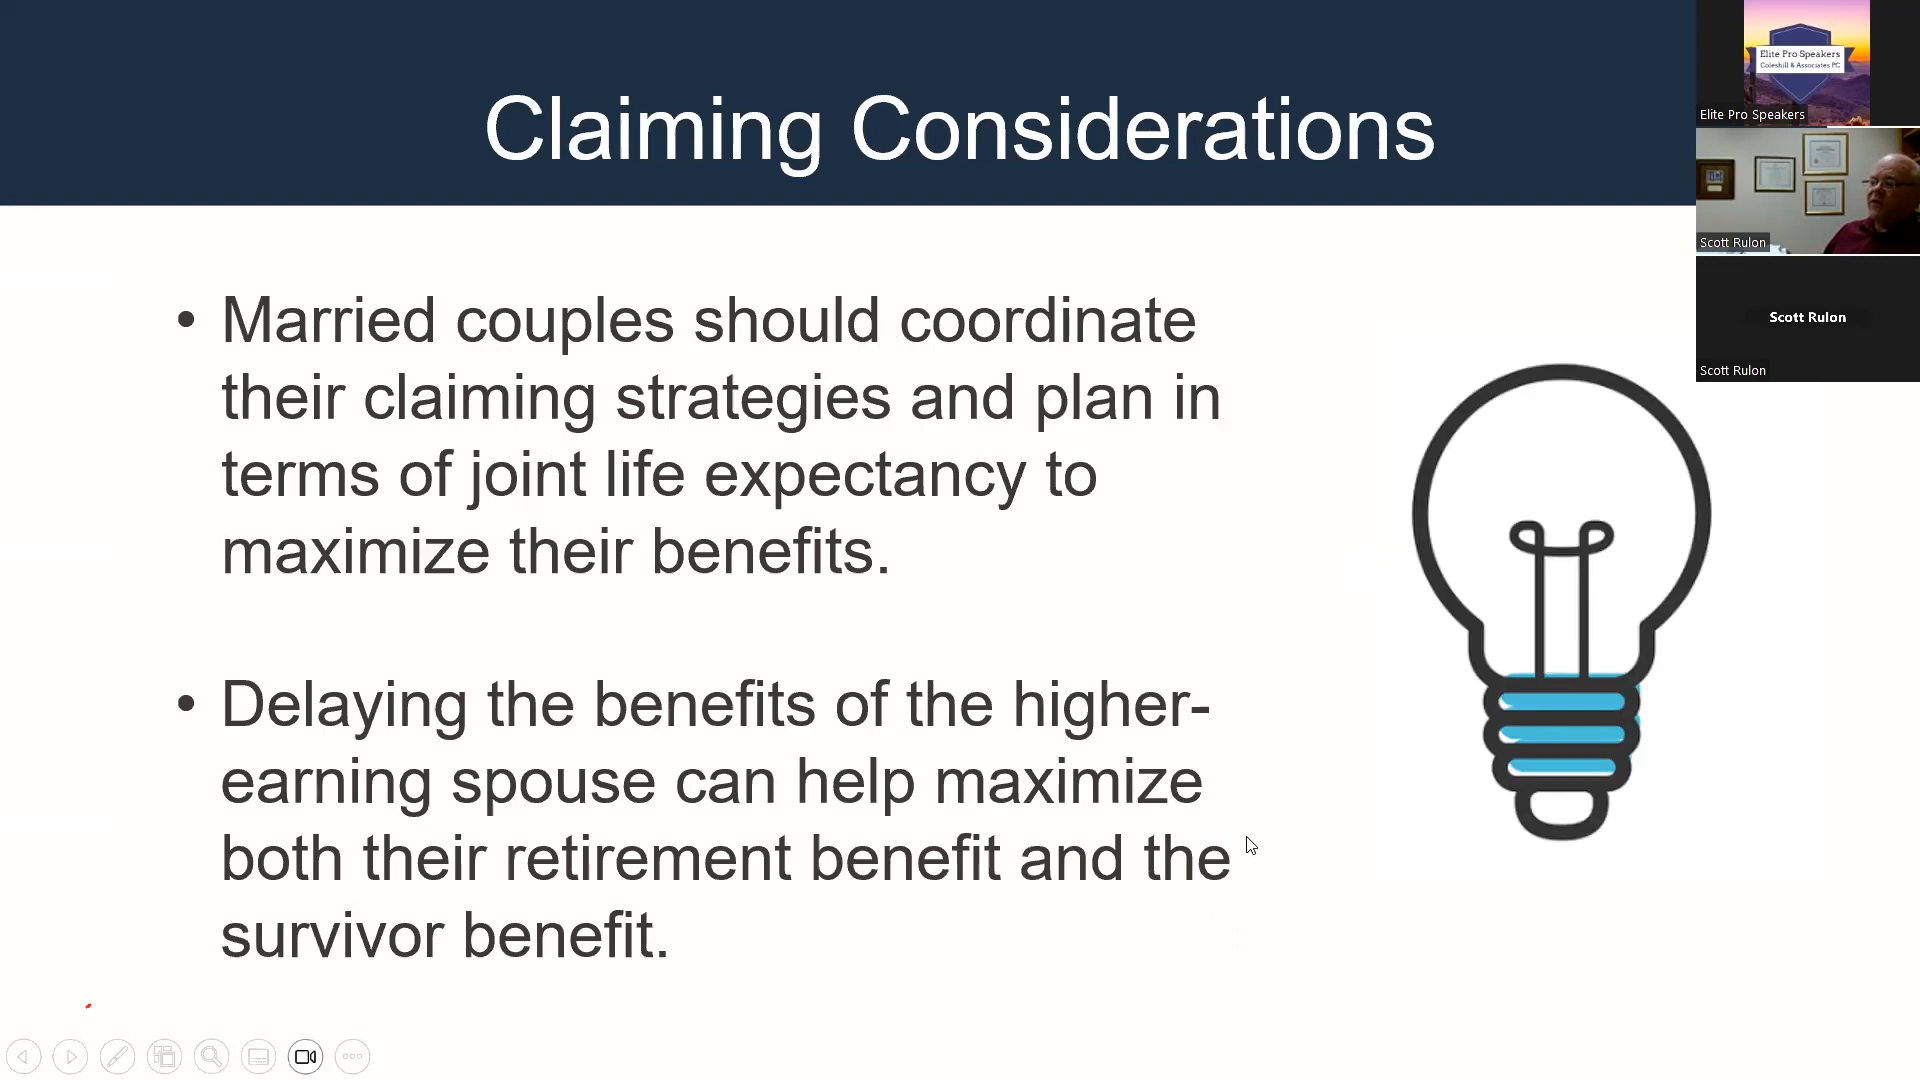 Claiming Considerations
• Married couples should coordinate
their claiming strategies and plan in
terms of joint life expectancy to
maximize their benefits.
• Delaying the benefits of the higher-
earning spouse can help maximize
both their retirement benefit and the
survivor benefit.
Elite Pro Speakers
Coleshill & Associates PC
Elite Pro Speakers
Scott Rulon
Scott Rulon
Scott Rulon